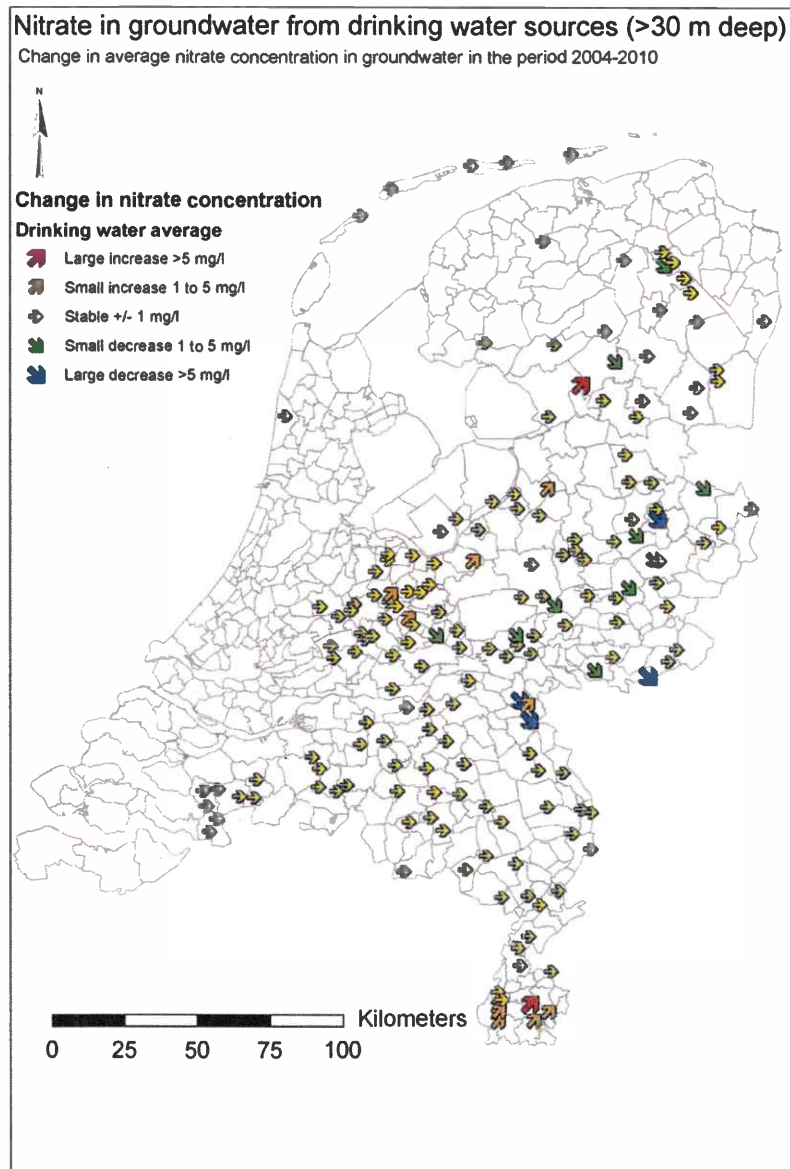 Nitrate in groundwater from drinking water sources (>30 m deep)
Change in average nitrate concentration in groundwater in the period 2004-2010
N
Change in nitrate concentration
Drinking water average
Large increase >5 mg/l
Small increase 1 to 5 mg/l
Stable +/- 1 mg/l
Small decrease 1 to 5 mg/l
Large decrease >5 mg/l
Kilometers
0 25 50 75 100